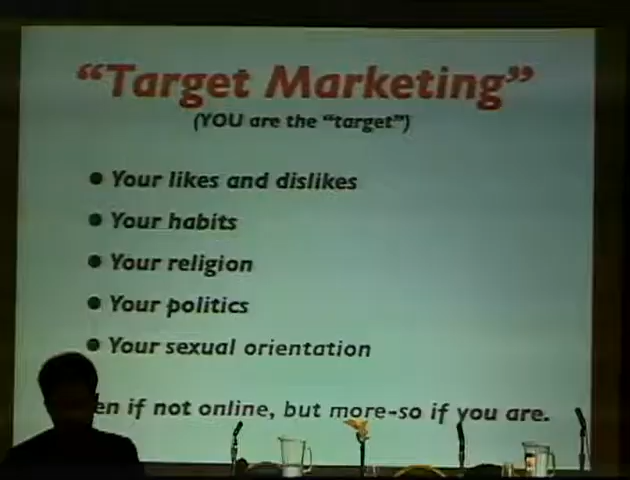 “Target Marketing”
(YOU are the “target”)
• Your likes and dislikes
• Your habits
• Your religion
• Your politics
• Your sexual orientation
en if not online, but more-so if you are.